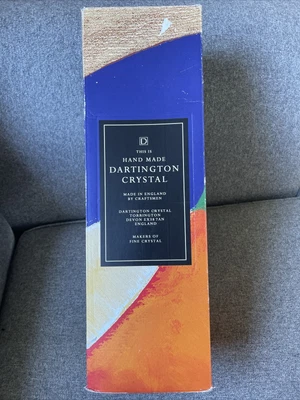 D
THIS IS
HAND MADE
DARTINGTON
CRYSTAL
MADE IN ENGLAND
BY CRAFTSMEN
DARTINGTON CRYSTAL
TORRINGTON
DEVON EX38 7AN
ENGLAND
MAKERS OF
FINE CRYSTAL